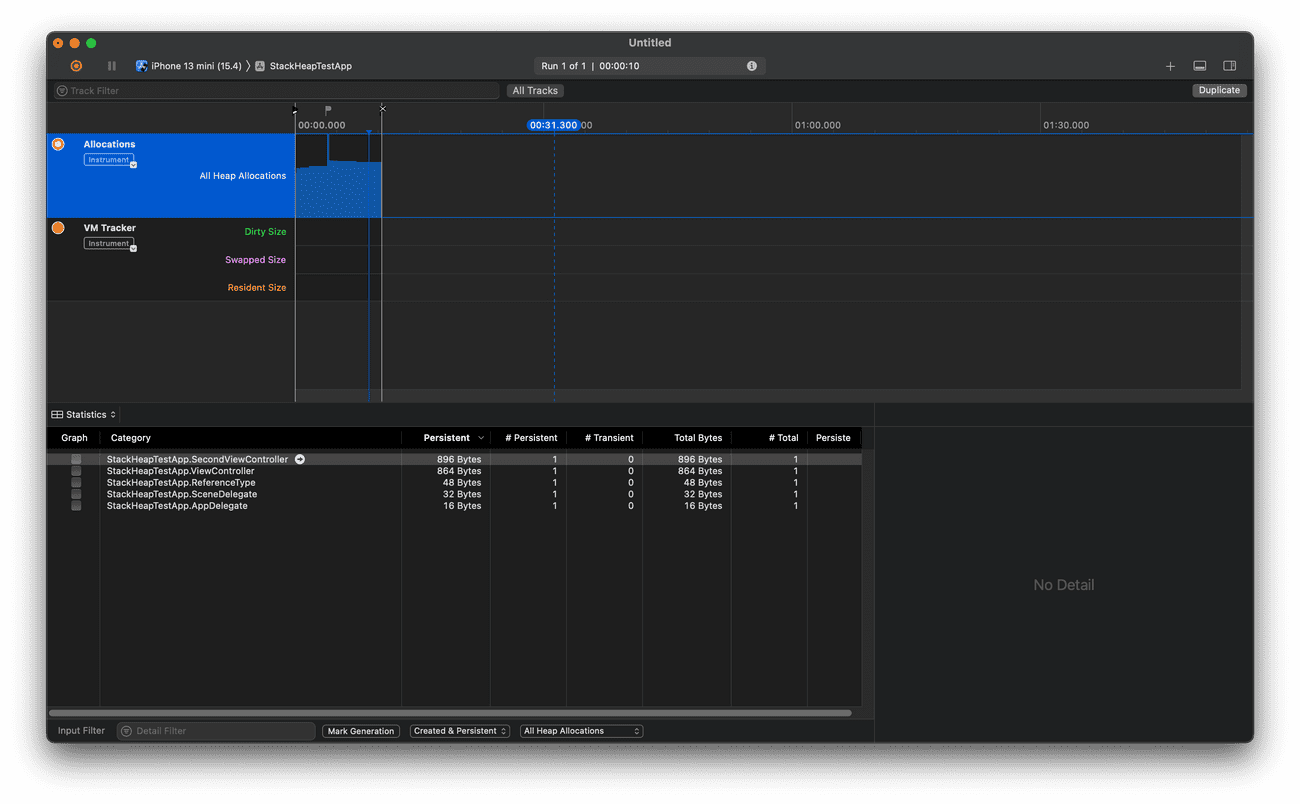 Untitled
iPhone 13 mini (15.4) 〉 StackHeapTestApp
Run 1 of 1 | 00:00:10
Track Filter
All Tracks
Duplicate
00:00.000
00:31.300
00
01:00.000
01:30.000
Allocations
Instrument
All Heap Allocations
VM Tracker
Instrument
Dirty Size
Swapped Size
Resident Size
Statistics
Graph Category Persistent # Persistent # Transient Total Bytes # Total Persiste
StackHeapTestApp.SecondViewController 896 Bytes 1 0 896 Bytes 1
StackHeapTestApp.ViewController 864 Bytes 1 0 864 Bytes 1
StackHeapTestApp.ReferenceType 48 Bytes 1 0 48 Bytes 1
StackHeapTestApp.SceneDelegate 32 Bytes 1 0 32 Bytes 1
StackHeapTestApp.AppDelegate 16 Bytes 1 0 16 Bytes 1
No Detail
Input Filter Detail Filter Mark Generation Created & Persistent All Heap Allocations